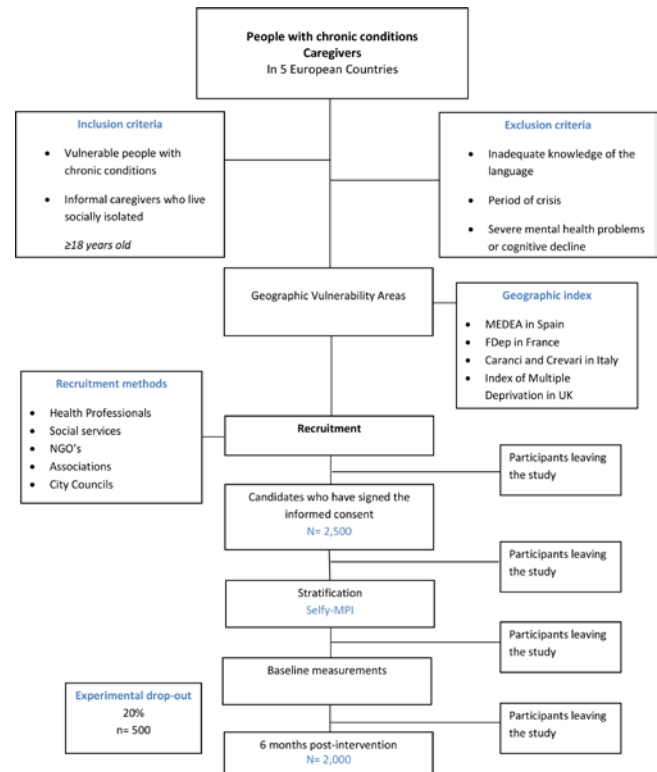 People with chronic conditions
Caregivers
In 5 European Countries
Inclusion criteria
• Vulnerable people with
chronic conditions
• Informal caregivers who live
socially isolated
≥18 years old
Exclusion criteria
• Inadequate knowledge of the
language
• Period of crisis
• Severe mental health problems
or cognitive decline
Geographic Vulnerability Areas
Geographic index
• MEDEA in Spain
• FDep in France
• Caranci and Crevari in Italy
• Index of Multiple
Deprivation in UK
Recruitment methods
• Health Professionals
• Social services
• NGO's
• Associations
• City Councils
Recruitment
Participants leaving
the study
Candidates who have signed the
informed consent
N= 2,500
Participants leaving
the study
Stratification
Selfy-MPI
Participants leaving
the study
Baseline measurements
Experimental drop-out
20%
n= 500
Participants leaving
the study
6 months post-intervention
N= 2,000